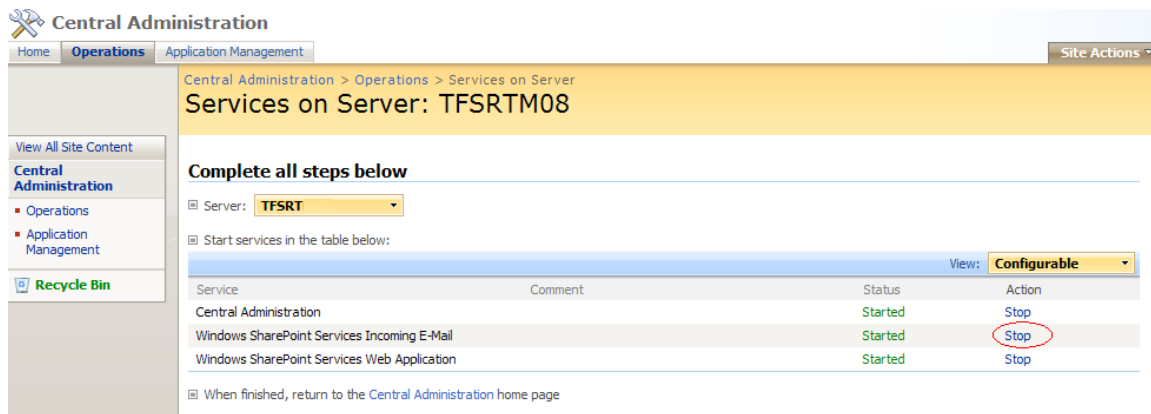 Central Administration
Home Operations Application Management Site Actions
Central Administration > Operations > Services on Server
Services on Server: TFSRTM08
View All Site Content
Central
Administration
Operations
Application
Management
Recycle Bin
Complete all steps below
Server: TFSRT
Start services in the table below:
View: Configurable
Service Comment Status Action
Central Administration Started Stop
Windows SharePoint Services Incoming E-Mail Started Stop
Windows SharePoint Services Web Application Started Stop
When finished, return to the Central Administration home page